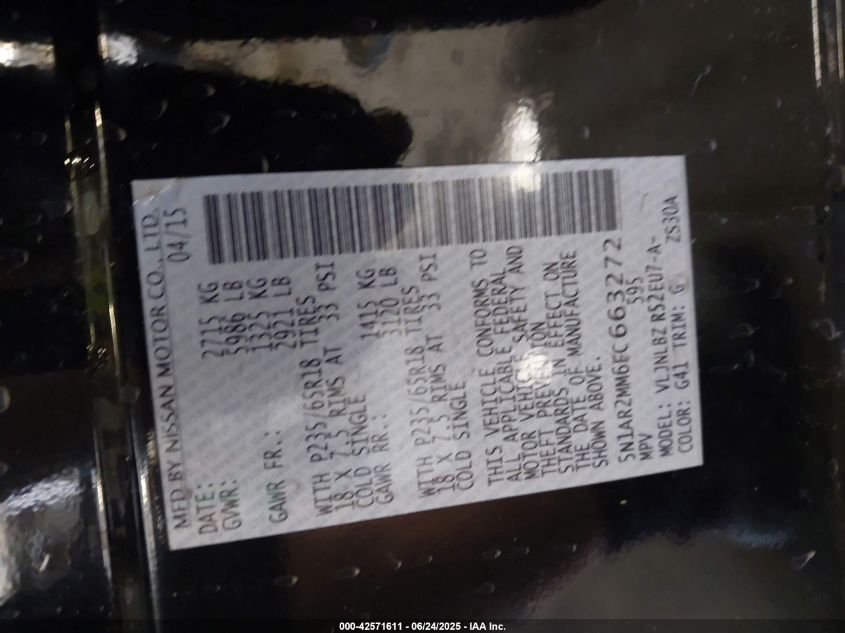 MFD BY NISSAN MOTOR CO., LTD.
DATE: 04/15
GVWR: 2715 KG
5986 LB
GAWR FR.: 1325 KG
2921 LB
WITH P235/65R18 TIRES
18 X 7.5 RIMS AT 33 PSI
COLD SINGLE
GAWR RR.: 1415 KG
3120 LB
WITH P235/65R18 TIRES
18 X 7.5 RIMS AT 33 PSI
COLD SINGLE
THIS VEHICLE CONFORMS TO
ALL APPLICABLE FEDERAL
MOTOR VEHICLE SAFETY AND
THEFT PREVENTION
STANDARDS IN EFFECT ON
THE DATE OF MANUFACTURE
SHOWN ABOVE.
5N1AR2MM6FC663272
MPV 595
MODEL: VLJNLBZ R52EU7-A-
COLOR: G41 TRIM: G ZS30A
000-42571611 - 06/24/2025 - IAA Inc.